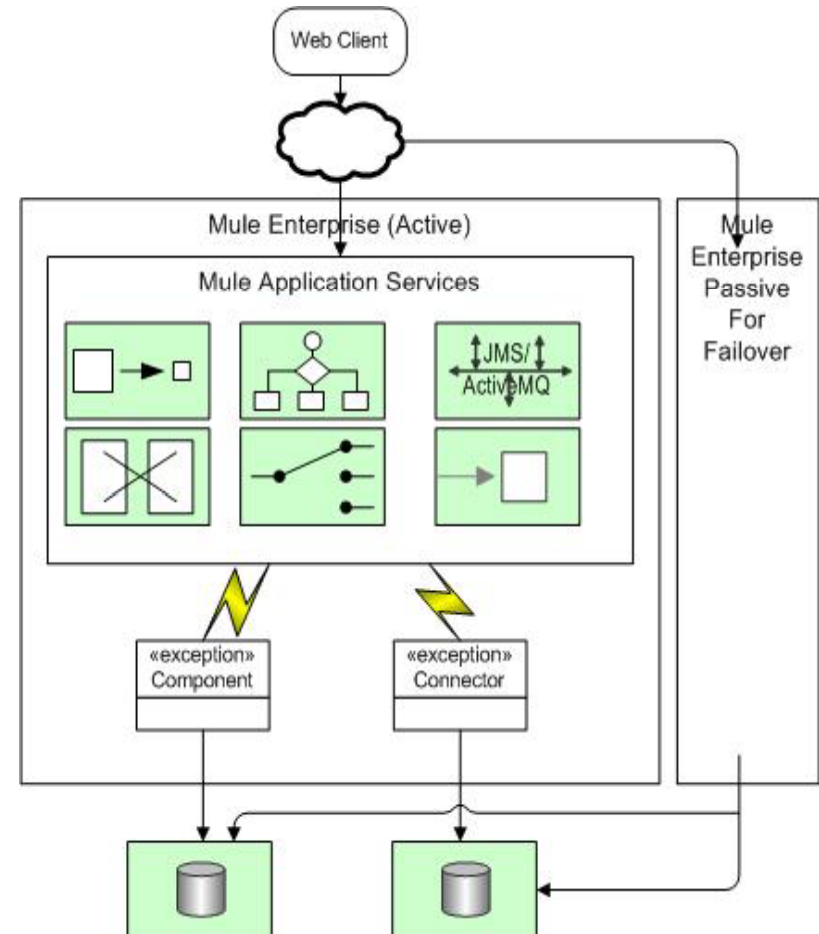 Web Client
Mule Enterprise (Active)
Mule Application Services
JMS/
ActiveMQ
«exception»
Component
«exception»
Connector
Mule
Enterprise
Passive
For
Failover